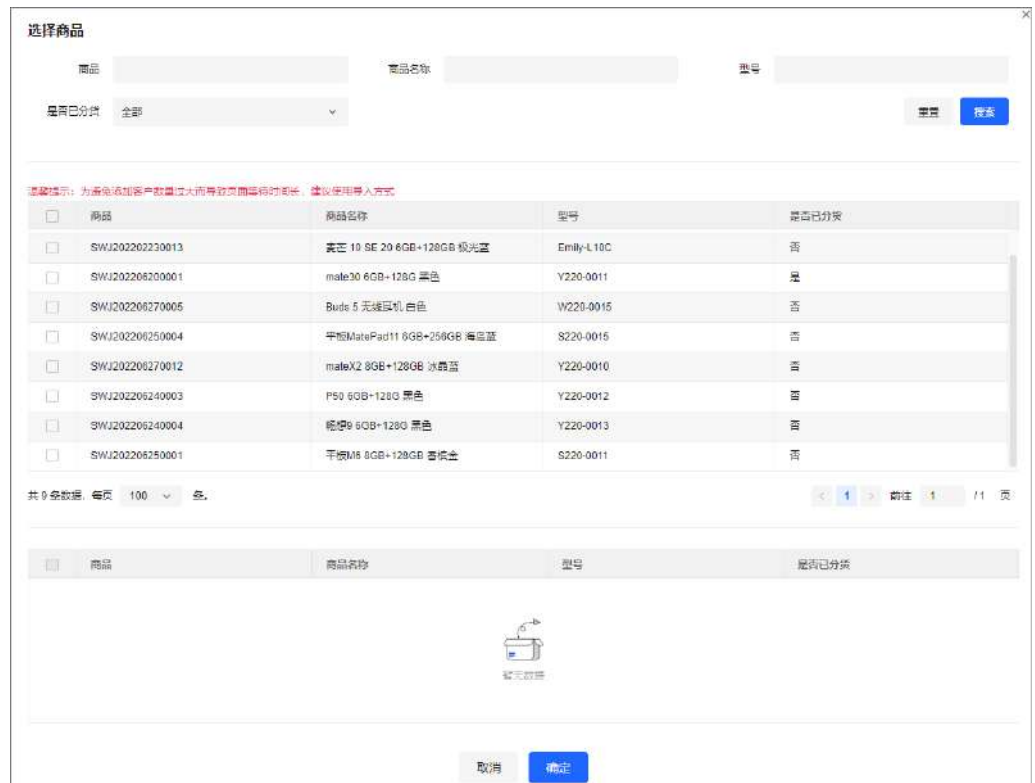 选择商品
商品 商品名称 型号
是否已分货 全部 重置 搜索
温馨提示：为避免添加客户数量过大而导致页面等待时间长，建议使用导入方式
商品 商品名称 型号 是否已分货
SWJ202202230013 麦芒 10 SE 20 6GB+128GB 极光蓝 Emily-L10C 否
SWJ202206200001 mate30 6GB+128G 黑色 Y220-0011 是
SWJ202206270005 Buds 5 无线耳机 白色 W220-0015 否
SWJ202206250004 平板MatePad11 6GB+256GB 海岛蓝 S220-0015 否
SWJ202206270012 mateX2 8GB+128GB 冰晶蓝 Y220-0010 否
SWJ202206240003 P50 6GB+128G 黑色 Y220-0012 否
SWJ202206240004 畅想9 6GB+128G 黑色 Y220-0013 否
SWJ202206250001 平板M6 8GB+128GB 香槟金 S220-0011 否
共 9 条数据, 每页 100 条。 1 前往 1 / 1 页
商品 商品名称 型号 是否已分货
暂无数据
取消 确定